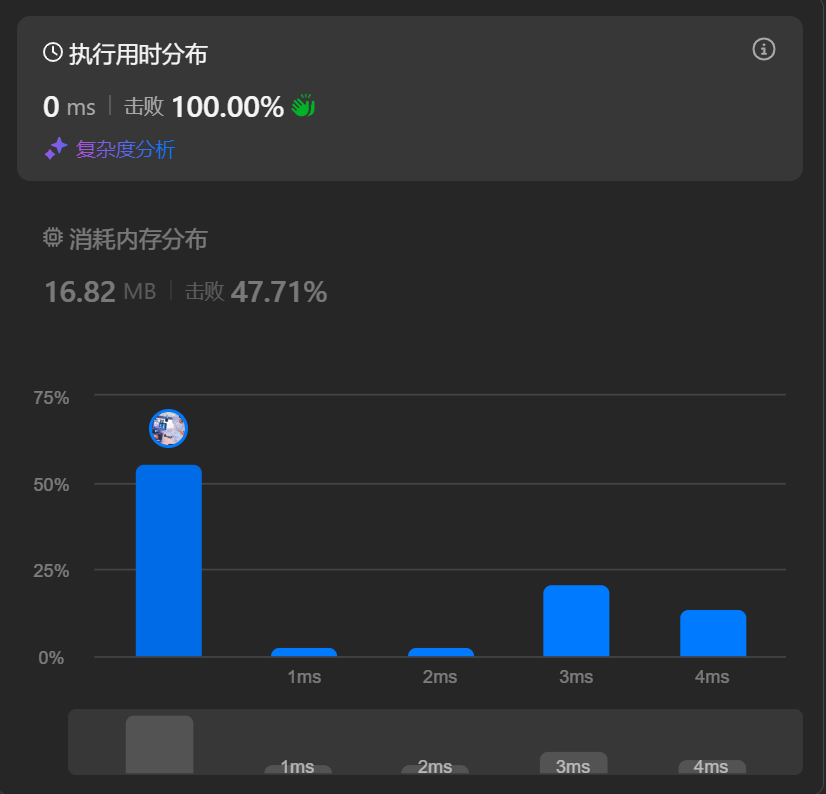 执行用时分布
0 ms | 击败 100.00%
复杂度分析
消耗内存分布
16.82 MB | 击败 47.71%
75%
50%
25%
0%
1ms 2ms 3ms 4ms
1ms 2ms 3ms 4ms